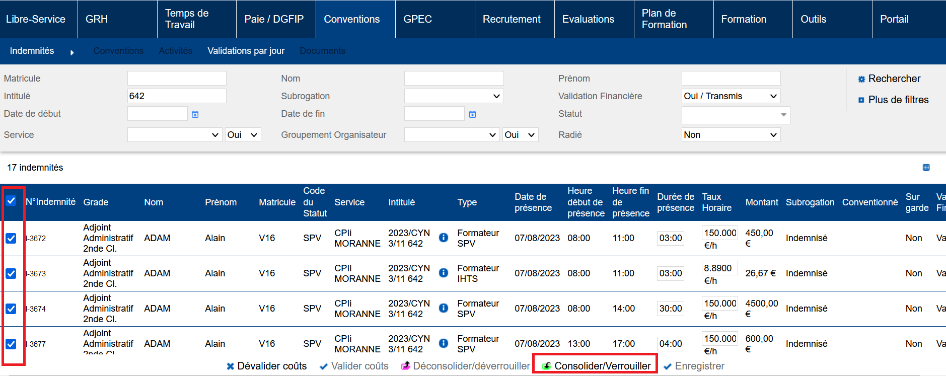 Libre-Service GRH Temps de Travail Paie / DGFIP Conventions GPEC Recrutement Evaluations Plan de Formation Formation Outils Portail
Indemnités Conventions Activités Validations par jour Documents
Matricule Nom Prénom Rechercher
Intitulé 642 Subrogation Validation Financière Oui / Transmis Plus de filtres
Date de début Date de fin Statut
Service Oui Groupement Organisateur Oui Radié Non
17 indemnités
N°Indemnité Grade Nom Prénom Matricule Code du Statut Service Intitulé Type Date de présence Heure début de présence Heure fin de présence Durée de présence Taux Horaire Montant Subrogation Conventionné Sur garde Va Fin
I-3672 Adjoint Administratif 2nde Cl. ADAM Alain V16 SPV CPIi MORANNE 2023/CYN 3/11 642 Formateur SPV 07/08/2023 08:00 11:00 03:00 150.000 €/h 450,00 € Indemnisé Non Va
I-3673 Adjoint Administratif 2nde Cl. ADAM Alain V16 SPV CPIi MORANNE 2023/CYN 3/11 642 Formateur IHTS 07/08/2023 08:00 11:00 03:00 8.8900 €/h 26,67 € Indemnisé Non Va
I-3674 Adjoint Administratif 2nde Cl. ADAM Alain V16 SPV CPIi MORANNE 2023/CYN 3/11 642 Formateur SPV 07/08/2023 08:00 14:00 30:00 150.000 €/h 4500,00 € Indemnisé Non Va
I-3677 Adjoint Administratif 2nde Cl. ADAM Alain V16 SPV CPIi MORANNE 2023/CYN 3/11 642 Formateur SPV 07/08/2023 13:00 17:00 04:00 150.000 €/h 600,00 € Indemnisé Non Va
Dévalider coûts Valider coûts Déconsolider/déverrouiller Consolider/Verrouiller Enregistrer